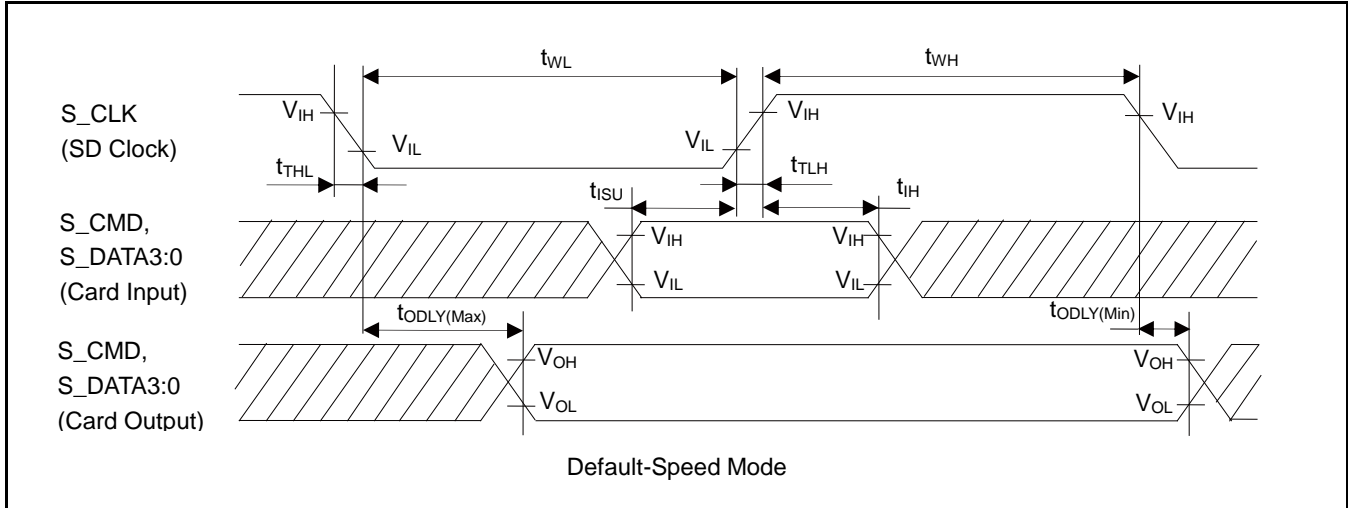 tWL
tWH
S_CLK
(SD Clock)
VIH
VIL
VIL
VIH
VIH
tTHL
tTLH
tISU
tIH
S_CMD,
S_DATA3:0
(Card Input)
VIH
VIL
VIH
VIL
tODLY(Max)
tODLY(Min)
S_CMD,
S_DATA3:0
(Card Output)
VOH
VOL
VOH
VOL
Default-Speed Mode